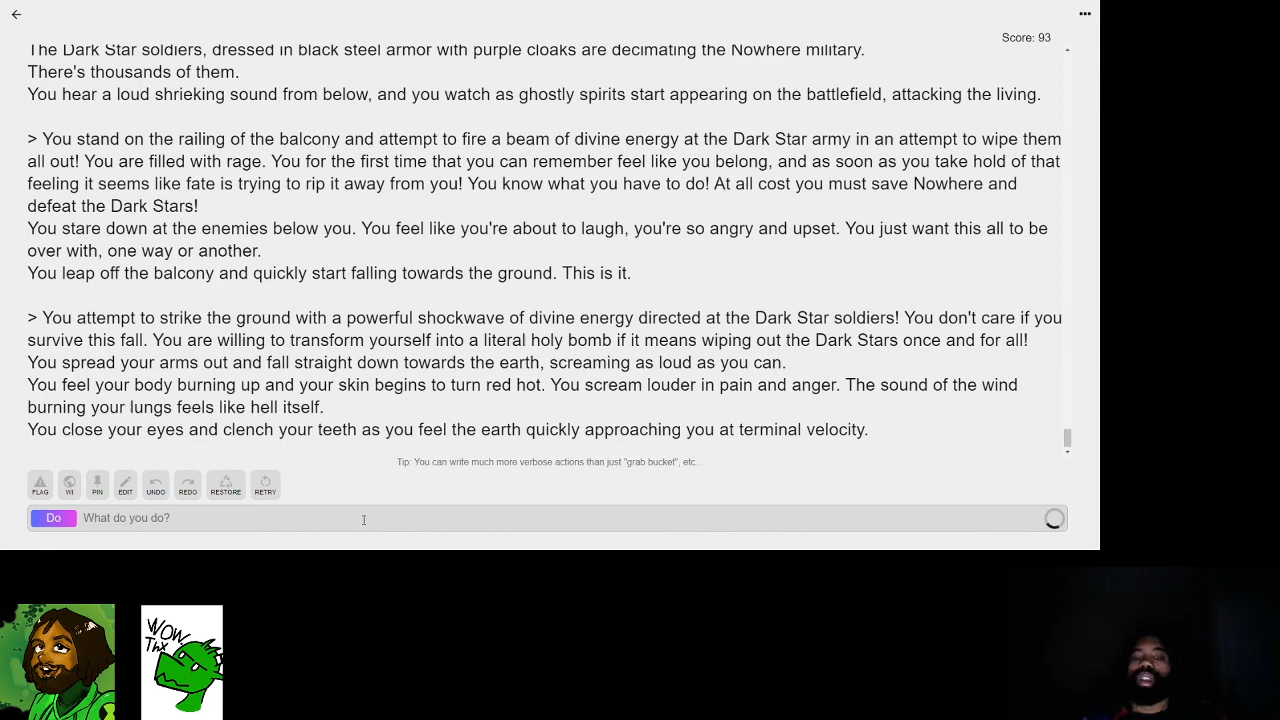 Score: 93
The Dark Star soldiers, dressed in black steel armor with purple cloaks are decimating the Nowhere military.
There's thousands of them.
You hear a loud shrieking sound from below, and you watch as ghostly spirits start appearing on the battlefield, attacking the living.
> You stand on the railing of the balcony and attempt to fire a beam of divine energy at the Dark Star army in an attempt to wipe them
all out! You are filled with rage. You for the first time that you can remember feel like you belong, and as soon as you take hold of that
feeling it seems like fate is trying to rip it away from you! You know what you have to do! At all cost you must save Nowhere and
defeat the Dark Stars!
You stare down at the enemies below you. You feel like you're about to laugh, you're so angry and upset. You just want this all to be
over with, one way or another.
You leap off the balcony and quickly start falling towards the ground. This is it.
> You attempt to strike the ground with a powerful shockwave of divine energy directed at the Dark Star soldiers! You don't care if you
survive this fall. You are willing to transform yourself into a literal holy bomb if it means wiping out the Dark Stars once and for all!
You spread your arms out and fall straight down towards the earth, screaming as loud as you can.
You feel your body burning up and your skin begins to turn red hot. You scream louder in pain and anger. The sound of the wind
burning your lungs feels like hell itself.
You close your eyes and clench your teeth as you feel the earth quickly approaching you at terminal velocity.
Tip: You can write much more verbose actions than just "grab bucket", etc...
FLAG WI PIN EDIT UNDO REDO RESTORE RETRY
Do What do you do?
WOW
Thx